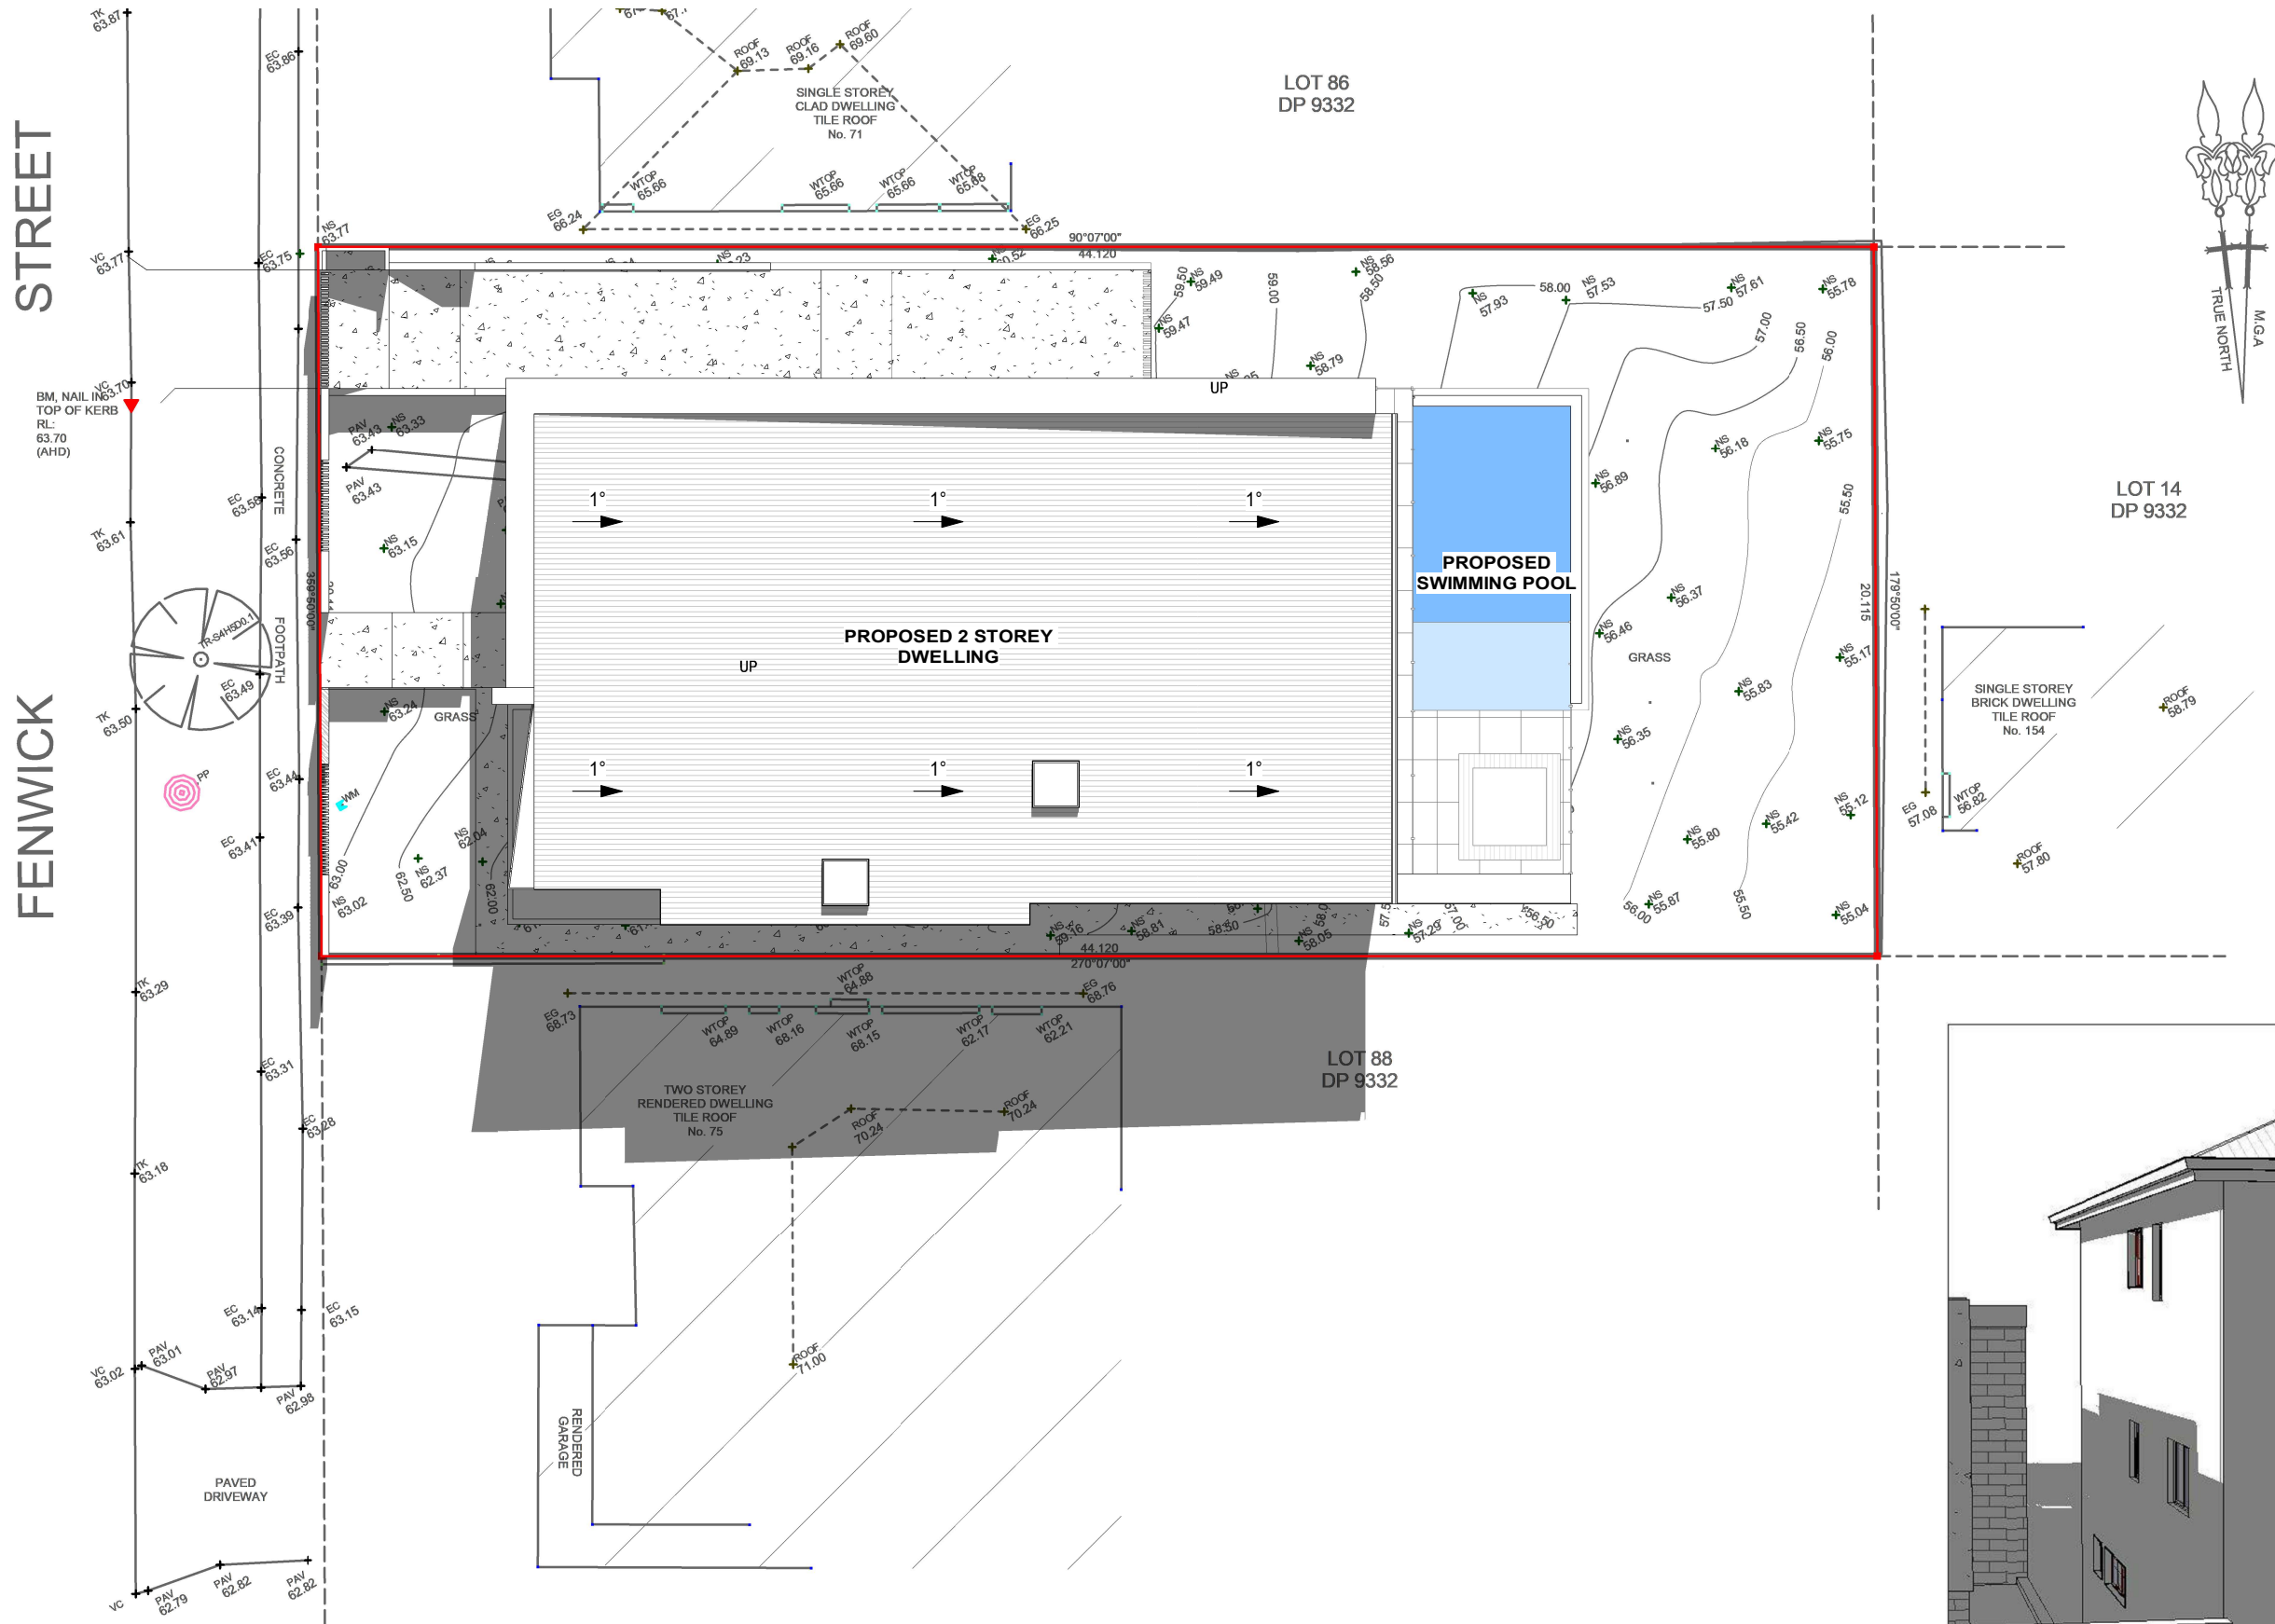 STREET
FENWICK
TK
63.87
EC
63.86
67.7
ROOF
69.13
ROOF
69.16
ROOF
69.60
SINGLE STOREY
CLAD DWELLING
TILE ROOF
No. 71
LOT 86
DP 9332
WTOP
65.66
WTOP
65.66
WTOP
65.66
WTOP
65.68
EG
66.24
EG
66.25
TRUE NORTH
M.G.A
NS
63.77
VC
63.77
EC
63.75
90°07'00"
44.120
59.50
NS
59.49
NS
59.47
59.00
NS
58.56
58.50
NS
58.79
NS
57.93
58.00
NS
57.53
57.50
NS
57.61
NS
55.78
57.00
56.50
56.00
VC
63.70
BM, NAIL IN
TOP OF KERB
RL:
63.70
(AHD)
UP
PAV
63.43
NS
63.33
PAV
63.43
CONCRETE
FOOTPATH
EC
63.58
TK
63.61
EC
63.56
359°50'00"
NS
63.15
1°
1°
1°
NS
56.89
NS
56.18
NS
55.75
55.50
LOT 14
DP 9332
PROPOSED
SWIMMING POOL
179°50'00"
20.115
TR-S4H5D0.1
EC
63.49
TK
63.50
NS
63.24
GRASS
PROPOSED 2 STOREY
DWELLING
UP
NS
56.37
NS
56.46
GRASS
NS
55.17
NS
55.83
NS
56.35
SINGLE STOREY
BRICK DWELLING
TILE ROOF
No. 154
ROOF
58.79
PP
EC
63.44
WM
1°
1°
1°
EC
63.41
NS
62.04
NS
62.37
63.00
62.50
62.00
NS
63.02
NS
55.80
NS
55.42
NS
55.12
EG
57.08
WTOP
56.82
ROOF
57.80
EC
63.39
NS
59.16
NS
58.81
58.50
NS
58.05
58.0
57.5
NS
57.29
57.00
56.50
56.00
NS
55.87
55.50
NS
55.04
44.120
270°07'00"
TK
63.29
WTOP
64.88
EG
68.73
EG
68.76
WTOP
64.89
WTOP
68.16
WTOP
68.15
WTOP
62.17
WTOP
62.21
EC
63.31
LOT 88
DP 9332
TWO STOREY
RENDERED DWELLING
TILE ROOF
No. 75
ROOF
70.24
ROOF
70.24
EC
63.28
TK
63.18
EC
63.14
EC
63.15
VC
63.02
PAV
63.01
PAV
62.97
PAV
62.98
ROOF
71.00
RENDERED
GARAGE
PAVED
DRIVEWAY
VC
PAV
62.79
PAV
62.82
PAV
62.82